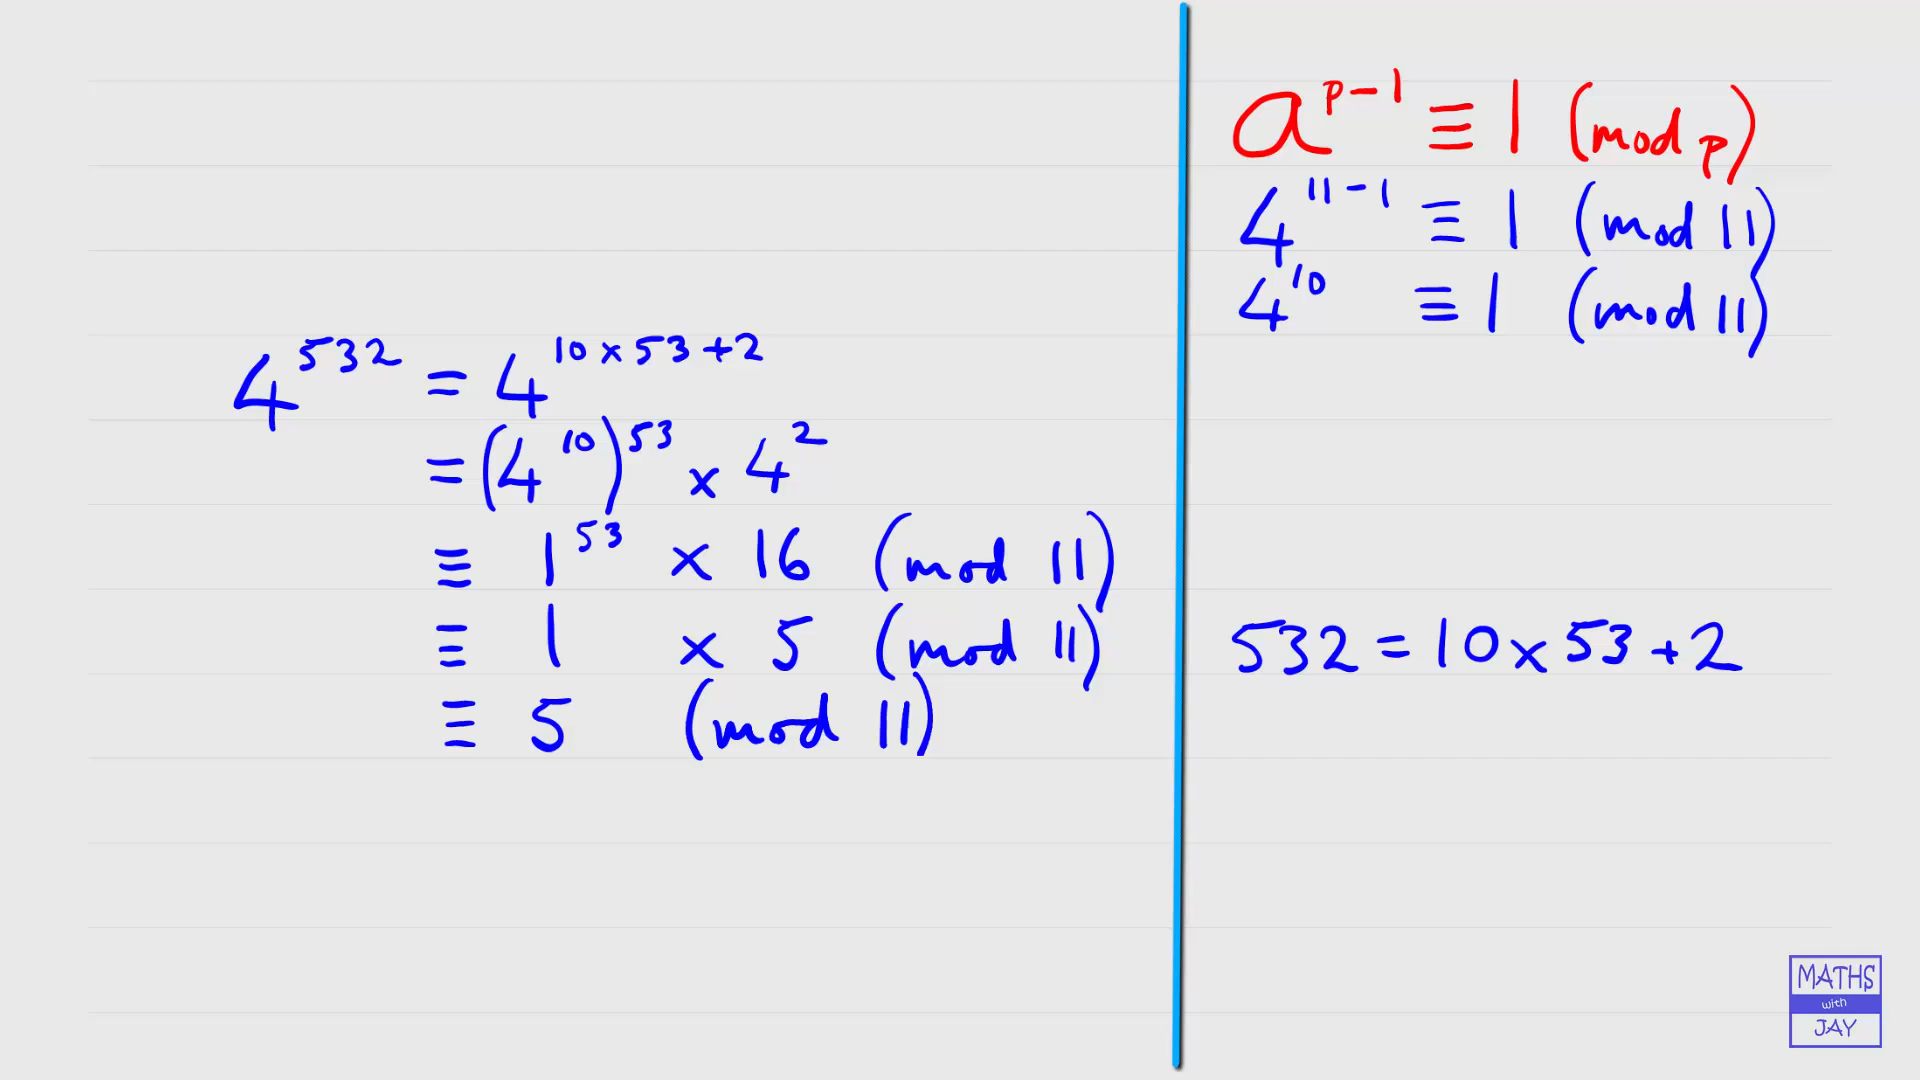 4^532 = 4^10×53+2
= (4^10)^53 × 4^2
≡ 1^53 × 16 (mod 11)
≡ 1 × 5 (mod 11)
≡ 5 (mod 11)
a^p-1 ≡ 1 (mod p)
4^11-1 ≡ 1 (mod 11)
4^10 ≡ 1 (mod 11)
532 = 10 × 53 + 2
MATHS
with
JAY